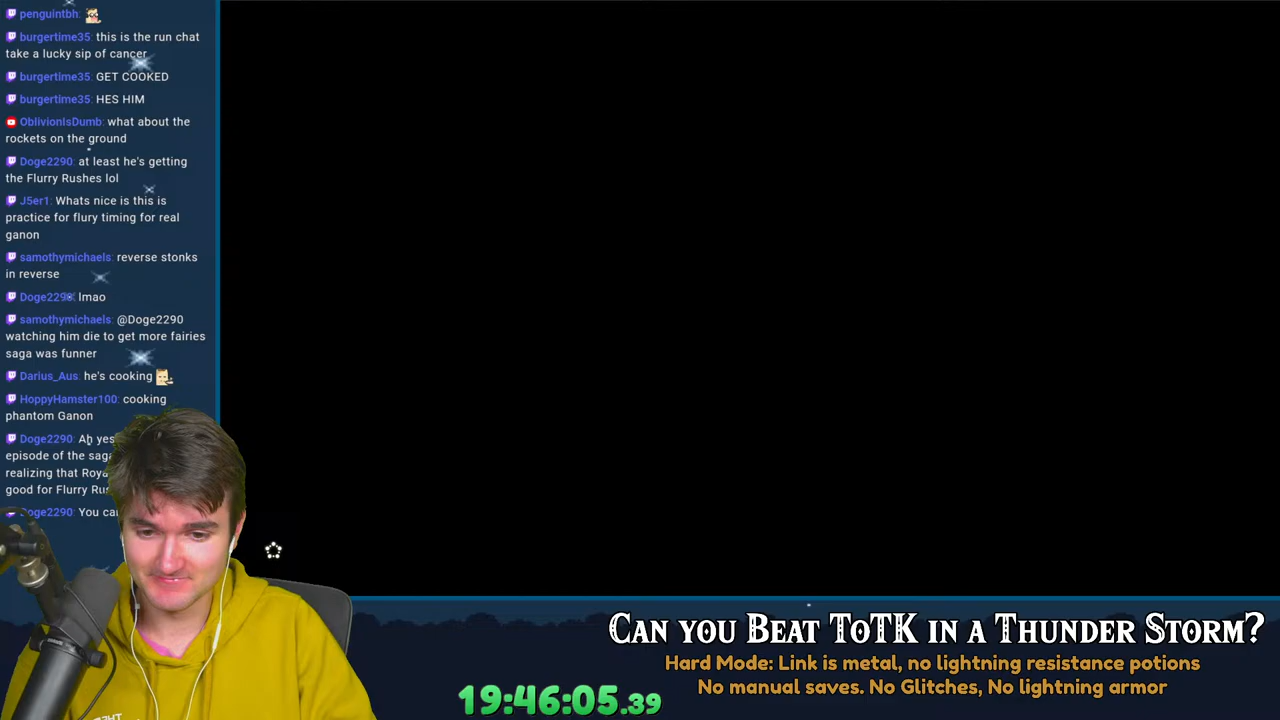 penguintbh:
burgertime35: this is the run chat
take a lucky sip of cancer
burgertime35: GET COOKED
burgertime35: HES HIM
OblivionIsDumb: what about the
rockets on the ground
Doge2290: at least he's getting
the Flurry Rushes lol
J5er1: Whats nice is this is
practice for flury timing for real
ganon
samothymichaels: reverse stonks
in reverse
Doge2290: lmao
samothymichaels: @Doge2290
watching him die to get more fairies
saga was funner
Darius_Aus: he's cooking
HoppyHamster100: cooking
phantom Ganon
Doge2290: Ah yes
episode of the saga
realizing that
good for Flurry
Doge2290: You
Can you Beat ToTK in a Thunder Storm?
Hard Mode: Link is metal, no lightning resistance potions
No manual saves. No Glitches, No lightning armor
19:46:05.39